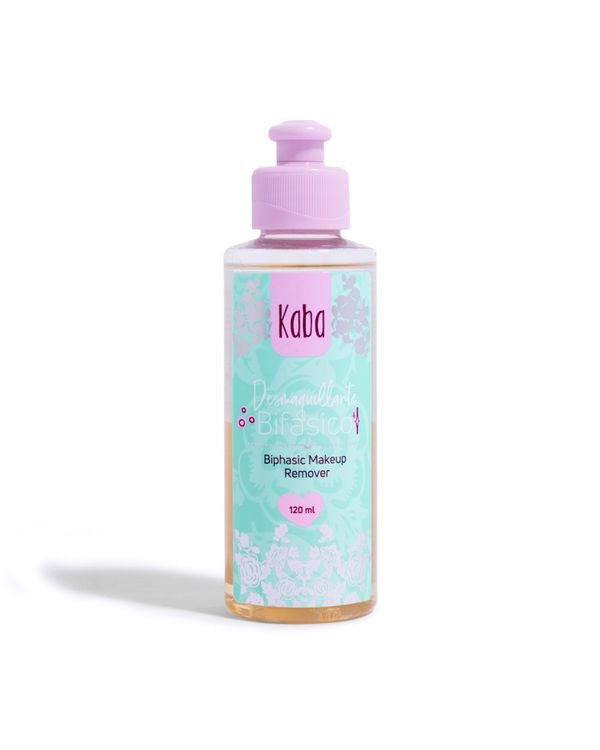 Kaba
Desmaquillante
Bifásico
Biphasic Makeup
Remover
120 ml